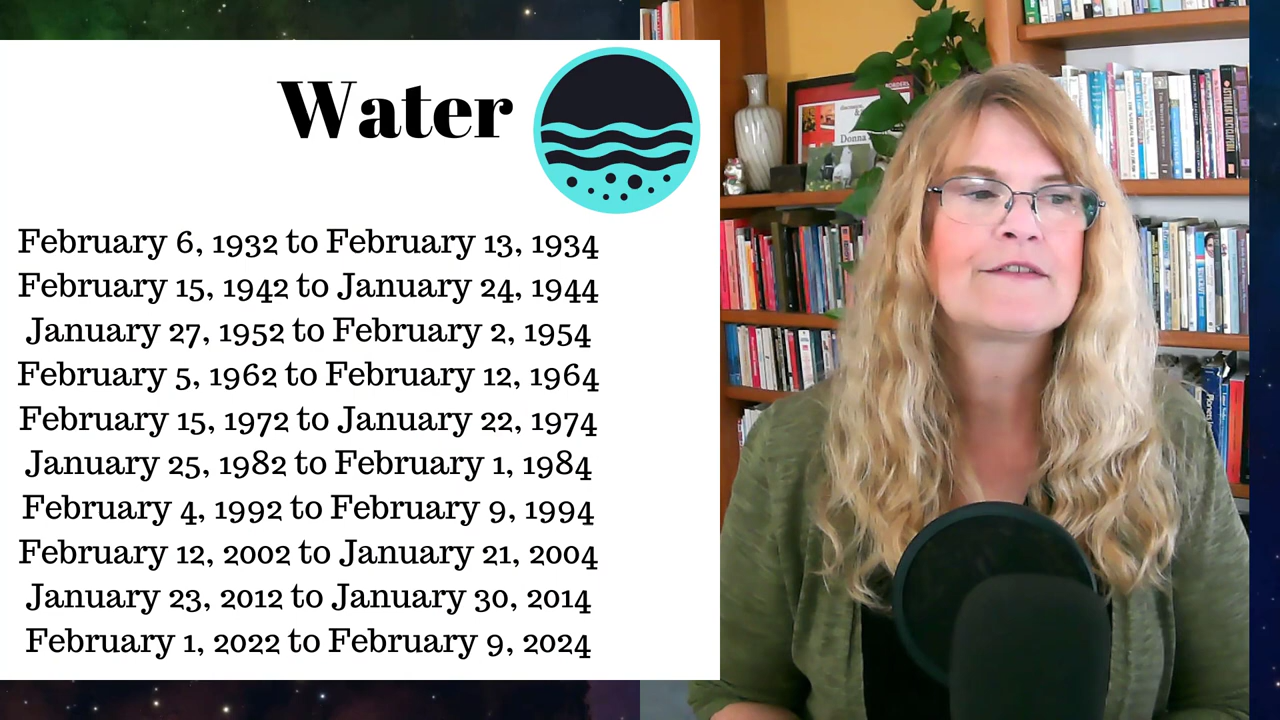 Water
February 6, 1932 to February 13, 1934
February 15, 1942 to January 24, 1944
January 27, 1952 to February 2, 1954
February 5, 1962 to February 12, 1964
February 15, 1972 to January 22, 1974
January 25, 1982 to February 1, 1984
February 4, 1992 to February 9, 1994
February 12, 2002 to January 21, 2004
January 23, 2012 to January 30, 2014
February 1, 2022 to February 9, 2024
Donna